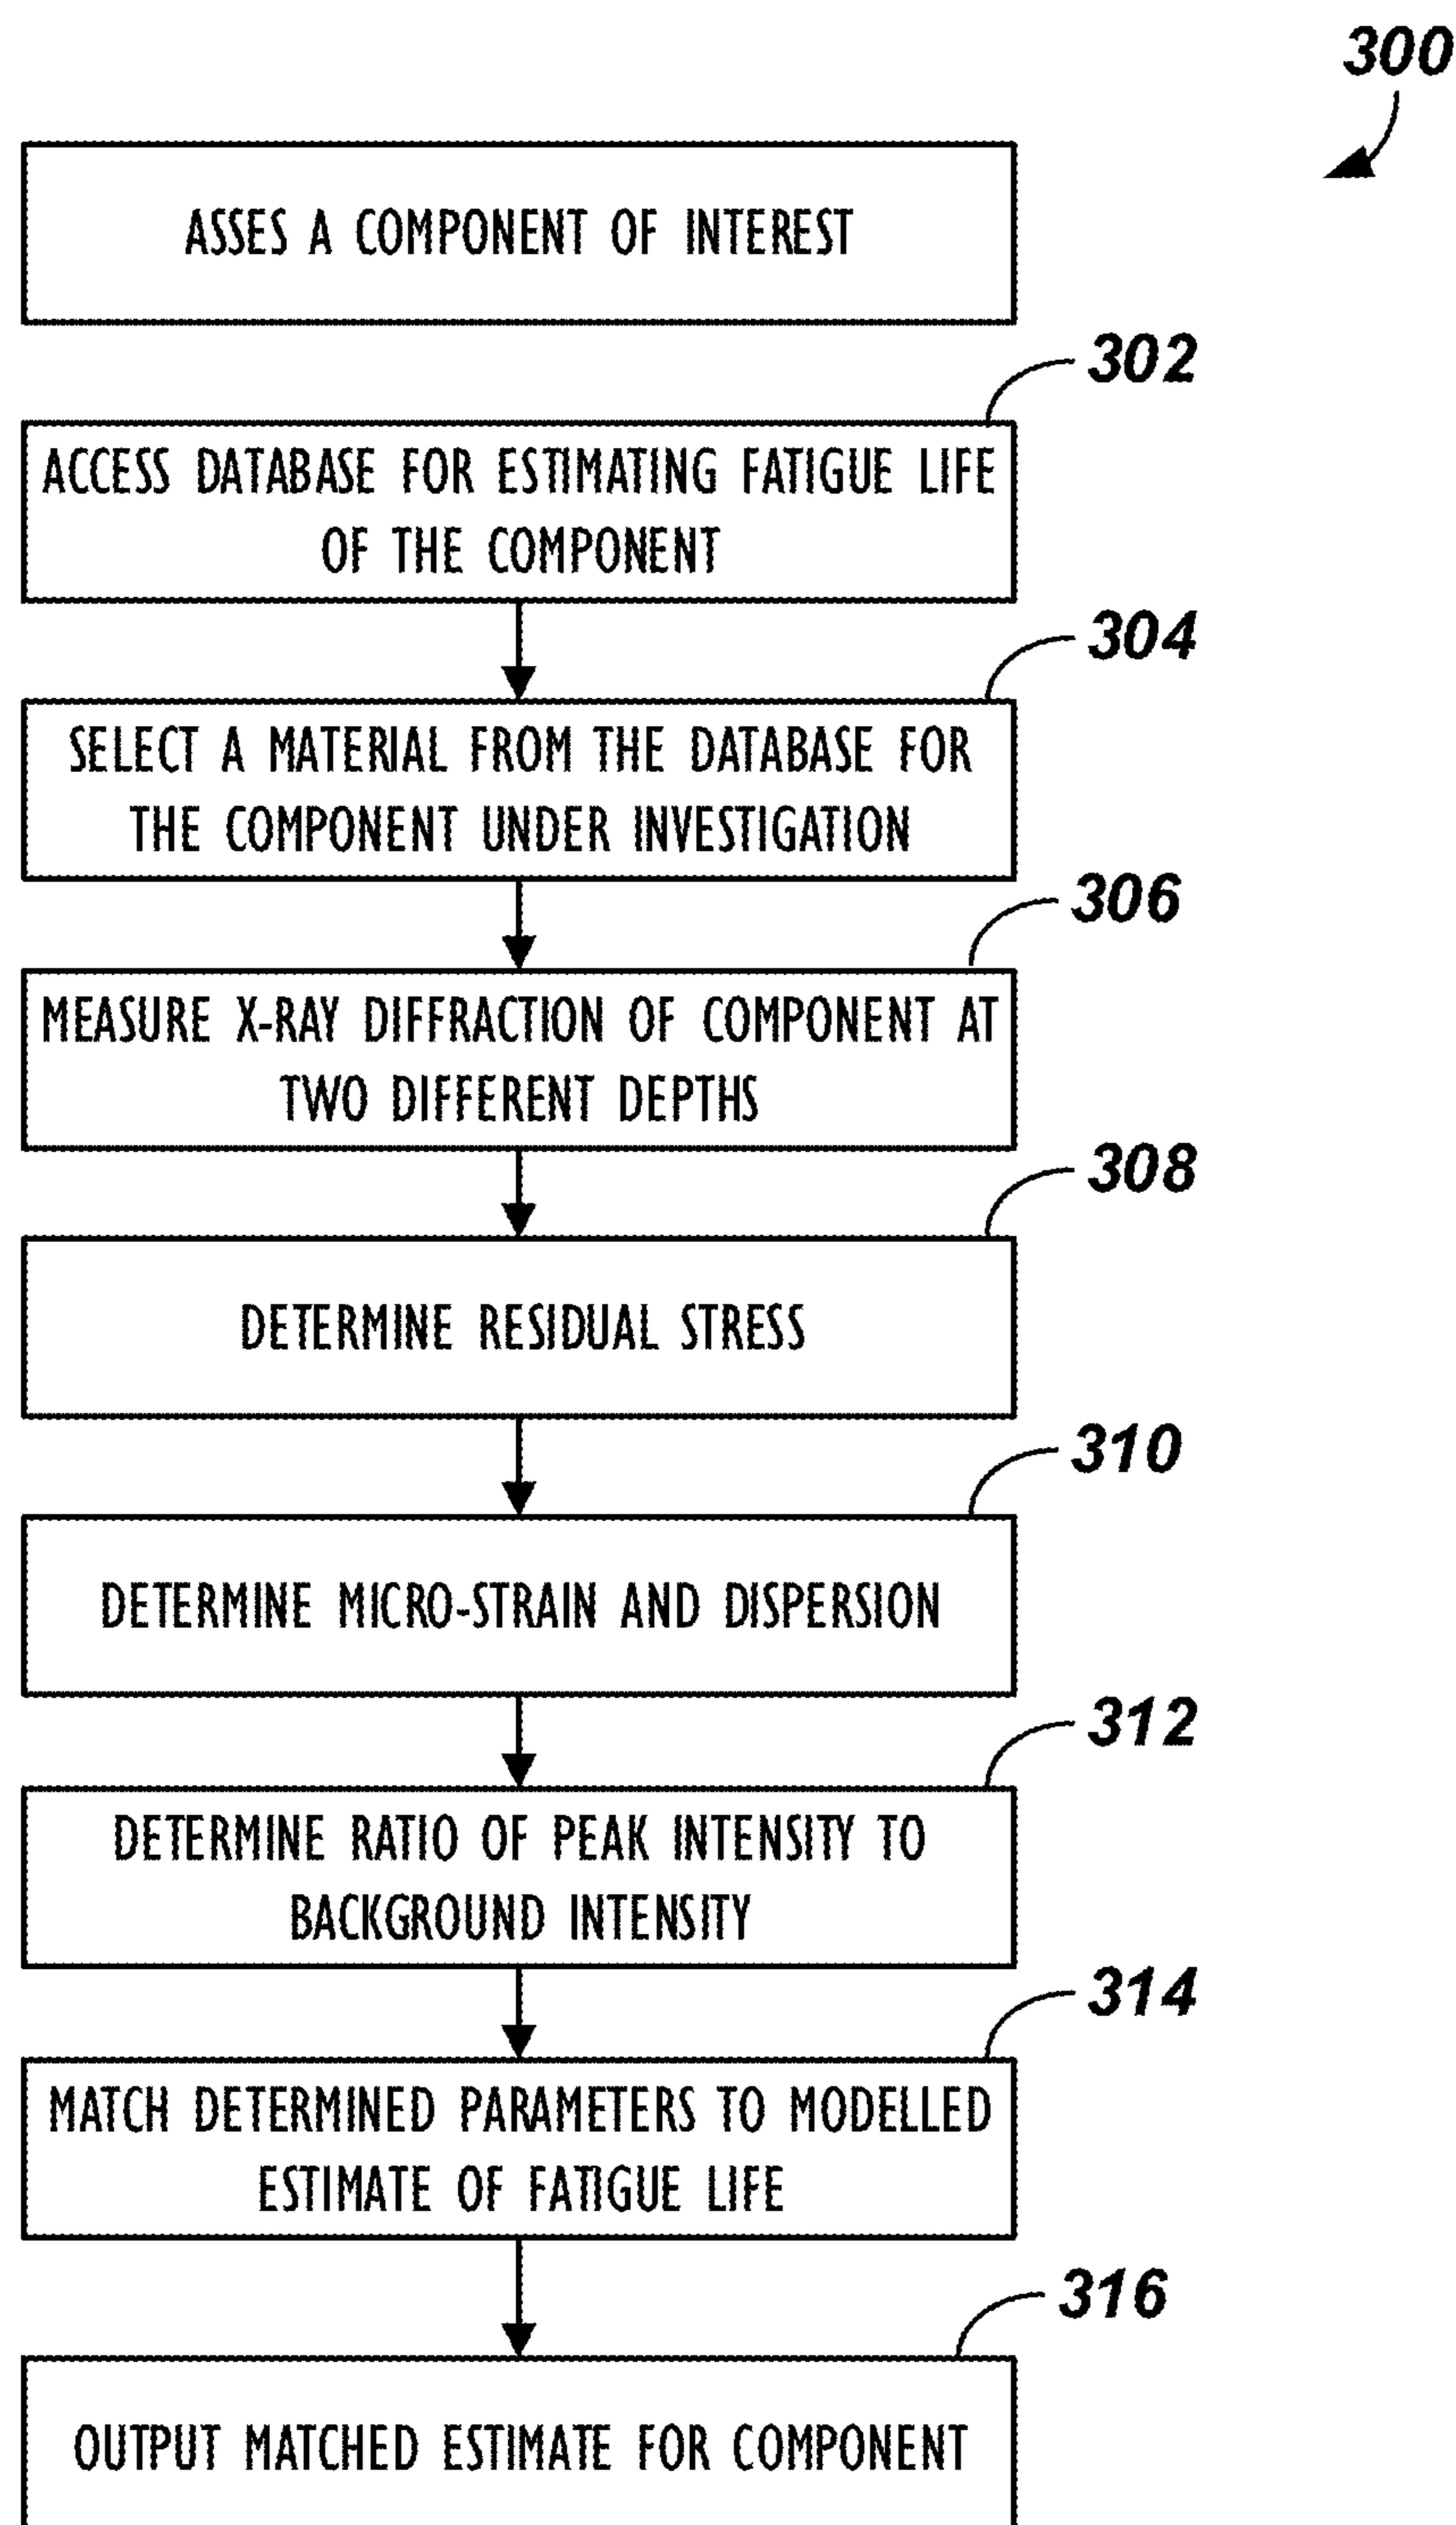 300
ASSES A COMPONENT OF INTEREST
302
ACCESS DATABASE FOR ESTIMATING FATIGUE LIFE
OF THE COMPONENT
304
SELECT A MATERIAL FROM THE DATABASE FOR
THE COMPONENT UNDER INVESTIGATION
306
MEASURE X-RAY DIFFRACTION OF COMPONENT AT
TWO DIFFERENT DEPTHS
308
DETERMINE RESIDUAL STRESS
310
DETERMINE MICRO-STRAIN AND DISPERSION
312
DETERMINE RATIO OF PEAK INTENSITY TO
BACKGROUND INTENSITY
314
MATCH DETERMINED PARAMETERS TO MODELLED
ESTIMATE OF FATIGUE LIFE
316
OUTPUT MATCHED ESTIMATE FOR COMPONENT